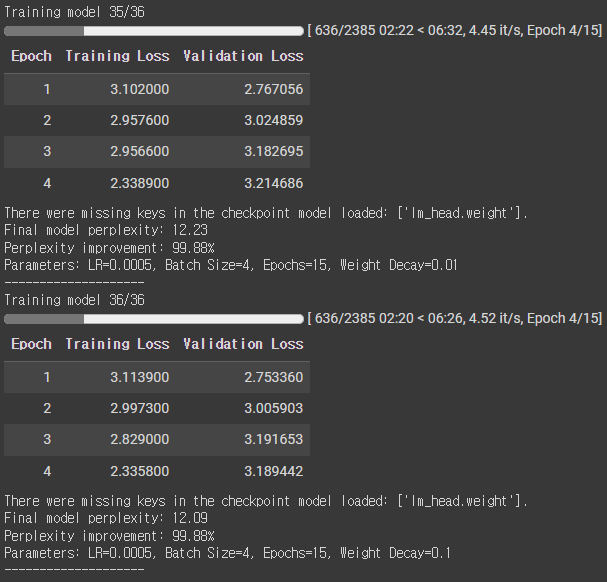 Training model 35/36
[ 636/2385 02:22 < 06:32, 4.45 it/s, Epoch 4/15]
Epoch Training Loss Validation Loss
1 3.102000 2.767056
2 2.957600 3.024859
3 2.956600 3.182695
4 2.338900 3.214686
There were missing keys in the checkpoint model loaded: ['lm_head.weight'].
Final model perplexity: 12.23
Perplexity improvement: 99.88%
Parameters: LR=0.0005, Batch Size=4, Epochs=15, Weight Decay=0.01
--------------------
Training model 36/36
[ 636/2385 02:20 < 06:26, 4.52 it/s, Epoch 4/15]
Epoch Training Loss Validation Loss
1 3.113900 2.753360
2 2.997300 3.005903
3 2.829000 3.191653
4 2.335800 3.189442
There were missing keys in the checkpoint model loaded: ['lm_head.weight'].
Final model perplexity: 12.09
Perplexity improvement: 99.88%
Parameters: LR=0.0005, Batch Size=4, Epochs=15, Weight Decay=0.1
--------------------